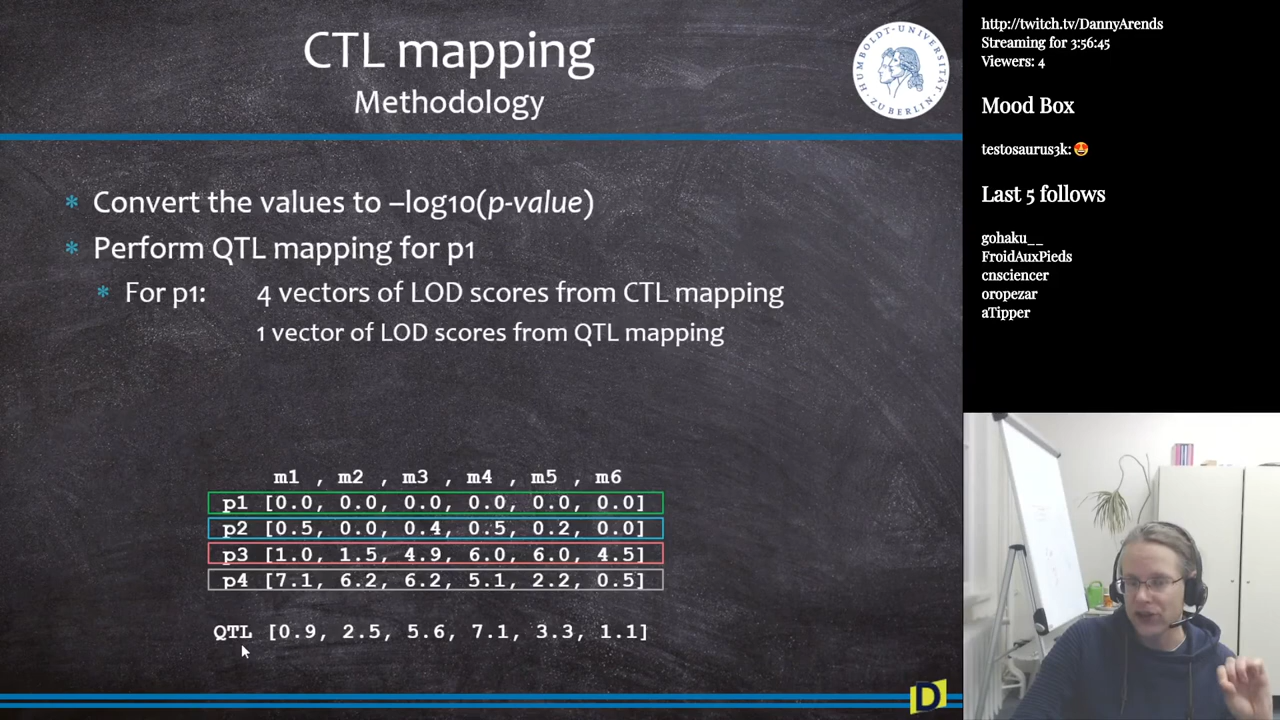 CTL mapping
Methodology
HUMBOLDT-UNIVERSITÄT
ZU BERLIN
* Convert the values to –log10(p-value)
* Perform QTL mapping for p1
* For p1: 4 vectors of LOD scores from CTL mapping
1 vector of LOD scores from QTL mapping
m1 , m2 , m3 , m4 , m5 , m6
p1 [0.0, 0.0, 0.0, 0.0, 0.0, 0.0]
p2 [0.5, 0.0, 0.4, 0.5, 0.2, 0.0]
p3 [1.0, 1.5, 4.9, 6.0, 6.0, 4.5]
p4 [7.1, 6.2, 6.2, 5.1, 2.2, 0.5]
QTL [0.9, 2.5, 5.6, 7.1, 3.3, 1.1]
D
http://twitch.tv/DannyArends
Streaming for 3:56:45
Viewers: 4
Mood Box
testosaurus3k:🤩
Last 5 follows
gohaku__
FroidAuxPieds
cnsciencer
oropezar
aTipper